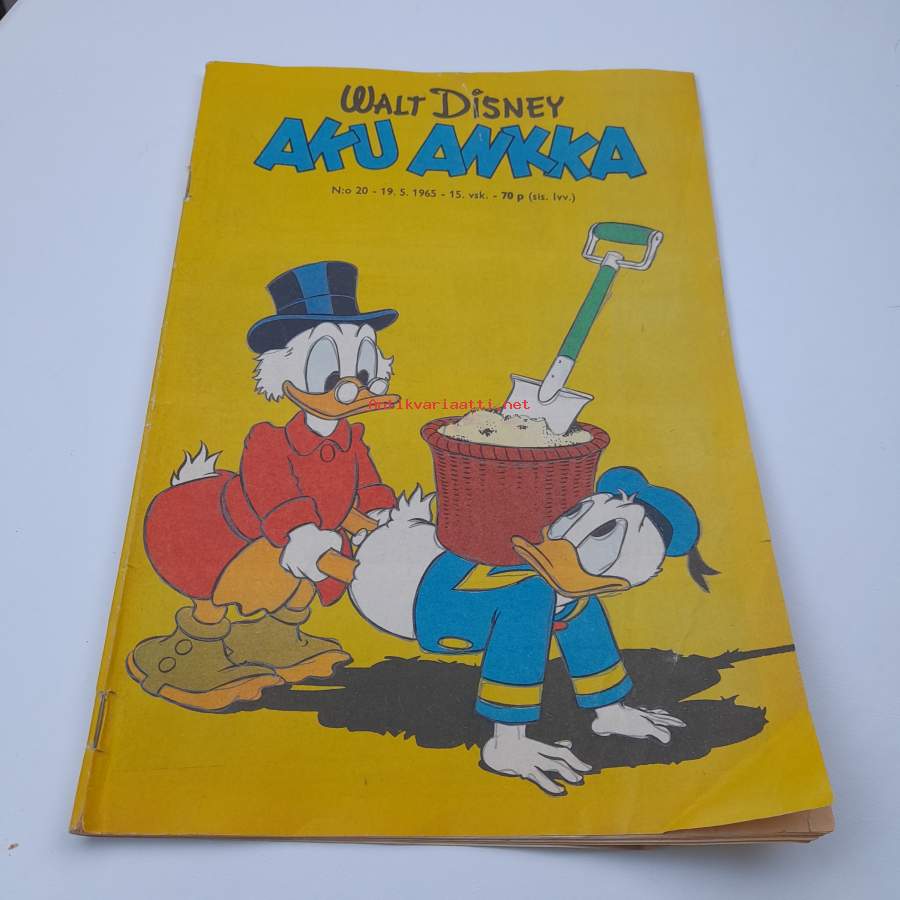 WALT DISNEY
AKU ANKKA
N:o 20 - 19. 5. 1965 - 15. vsk. - 70 p (sis. lvv.)
Antikvariaatti.net